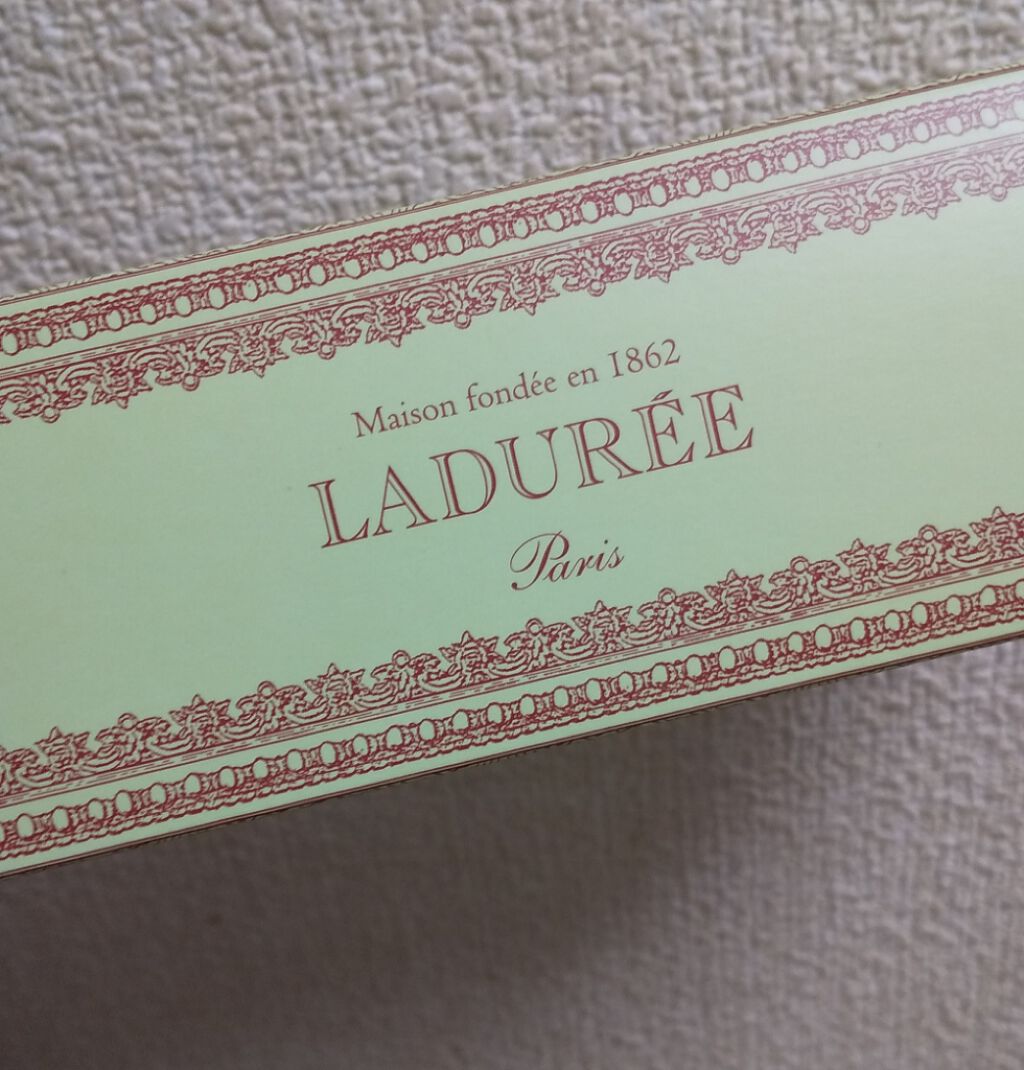 Maison fondée en 1862
LADURÉE
Paris